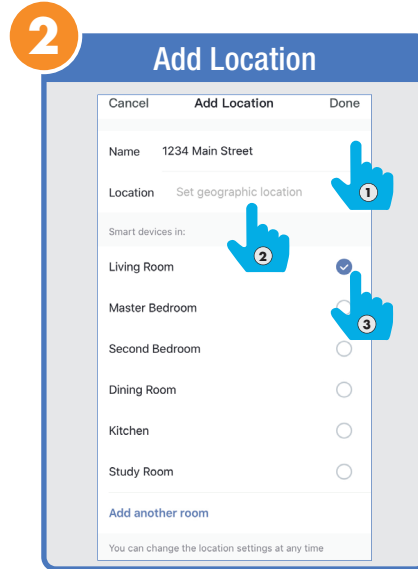 2
Add Location
Cancel Add Location Done
Name 1234 Main Street
1
Location Set geographic location
Smart devices in:
2
Living Room
Master Bedroom
3
Second Bedroom
Dining Room
Kitchen
Study Room
Add another room
You can change the location settings at any time